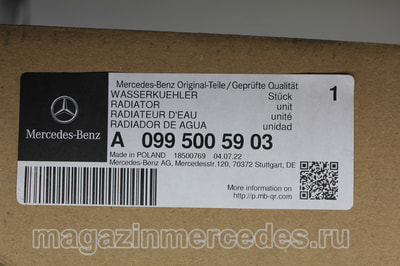 Mercedes-Benz Original-Teile/Geprüfte Qualität
WASSERKUEHLER Stück 1
RADIATOR unit
RADIATEUR D'EAU unité
RADIADOR DE AGUA unidad
Mercedes-Benz
A 099 500 59 03
Made in POLAND 18500769 04.07.22
Mercedes-Benz AG, Mercedesstr.120, 70372 Stuttgart, DE
More information on
http://p.mb-qr.com
magazinmercedes.ru